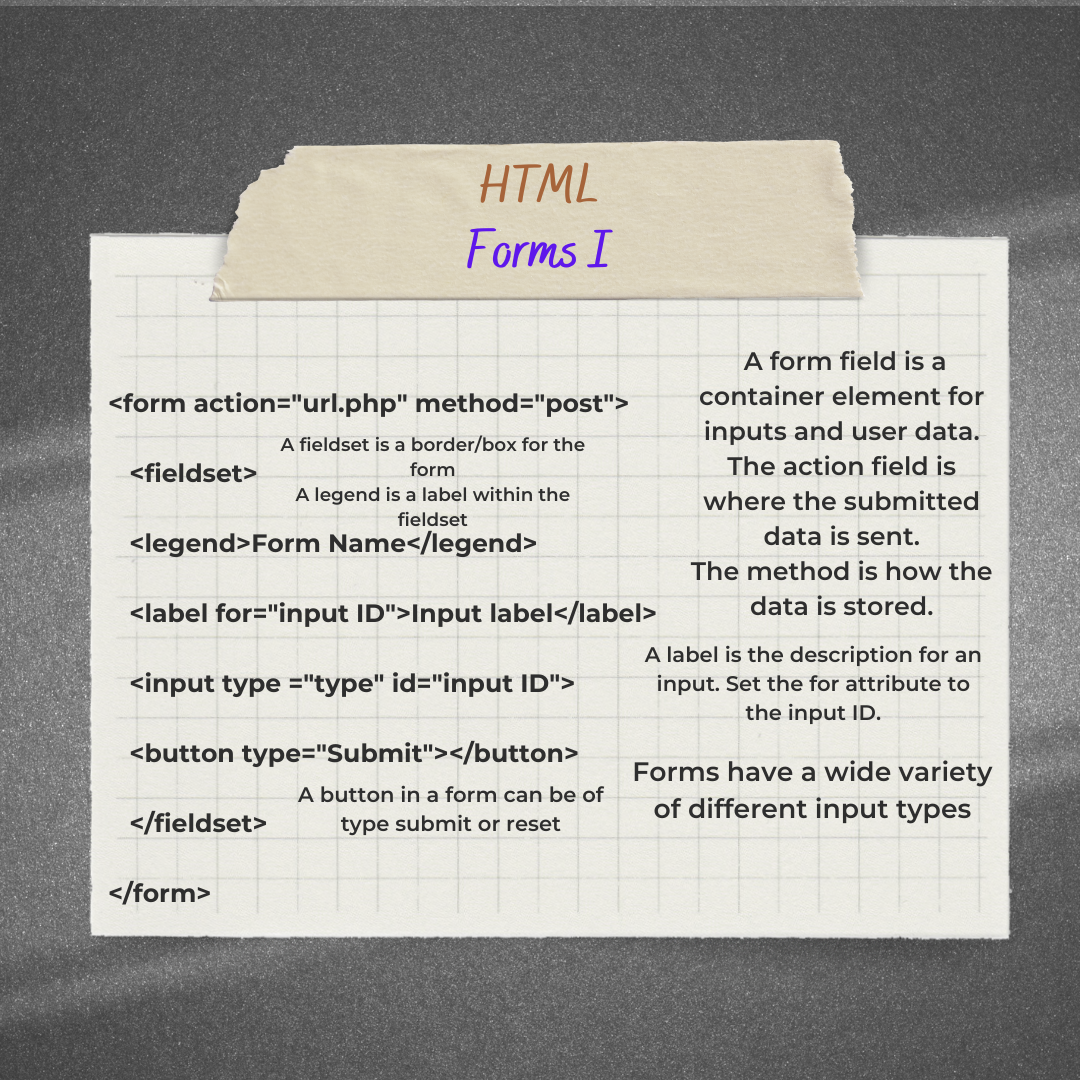 HTML
Forms I
<form action="url.php" method="post">
<fieldset>
A fieldset is a border/box for the
form
A legend is a label within the
fieldset
<legend>Form Name</legend>
<label for="input ID">Input label</label>
<input type ="type" id="input ID">
<button type="Submit"></button>
A button in a form can be of
type submit or reset
</fieldset>
</form>
A form field is a
container element for
inputs and user data.
The action field is
where the submitted
data is sent.
The method is how the
data is stored.
A label is the description for an
input. Set the for attribute to
the input ID.
Forms have a wide variety
of different input types